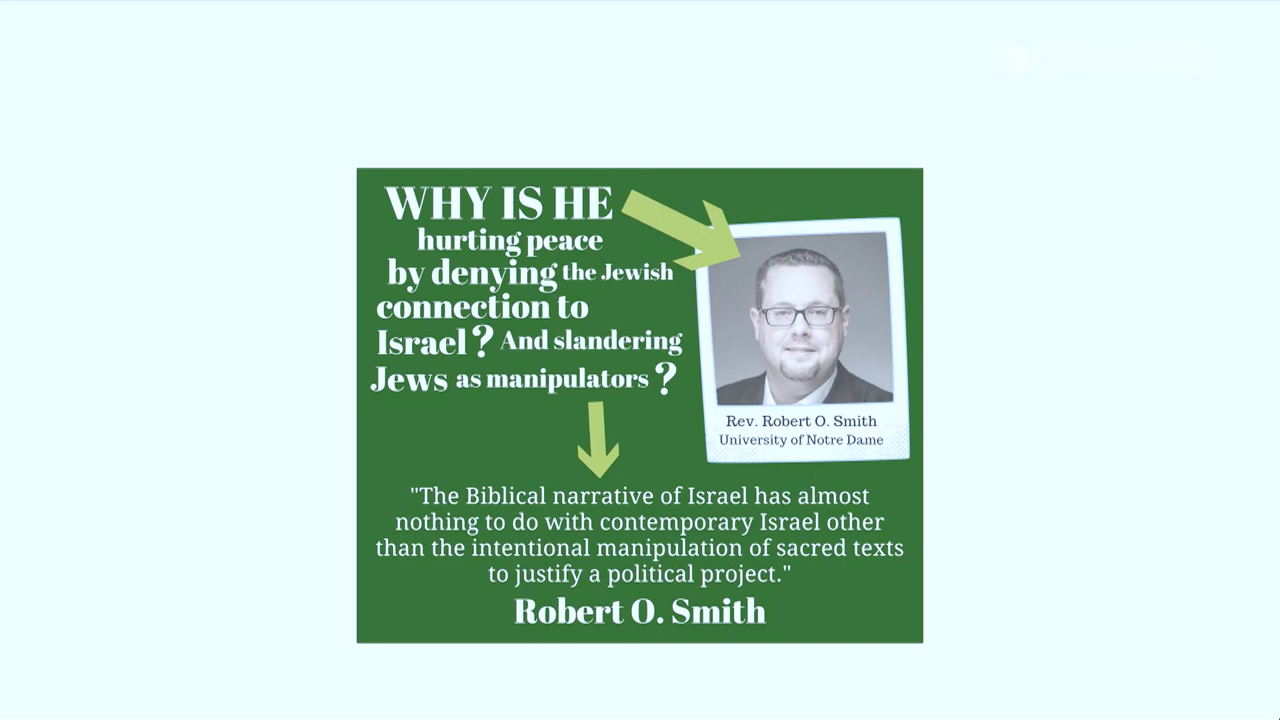 WHY IS HE
hurting peace
by denying the Jewish
connection to
Israel? And slandering
Jews as manipulators?
Rev. Robert O. Smith
University of Notre Dame
"The Biblical narrative of Israel has almost
nothing to do with contemporary Israel other
than the intentional manipulation of sacred texts
to justify a political project."
Robert O. Smith